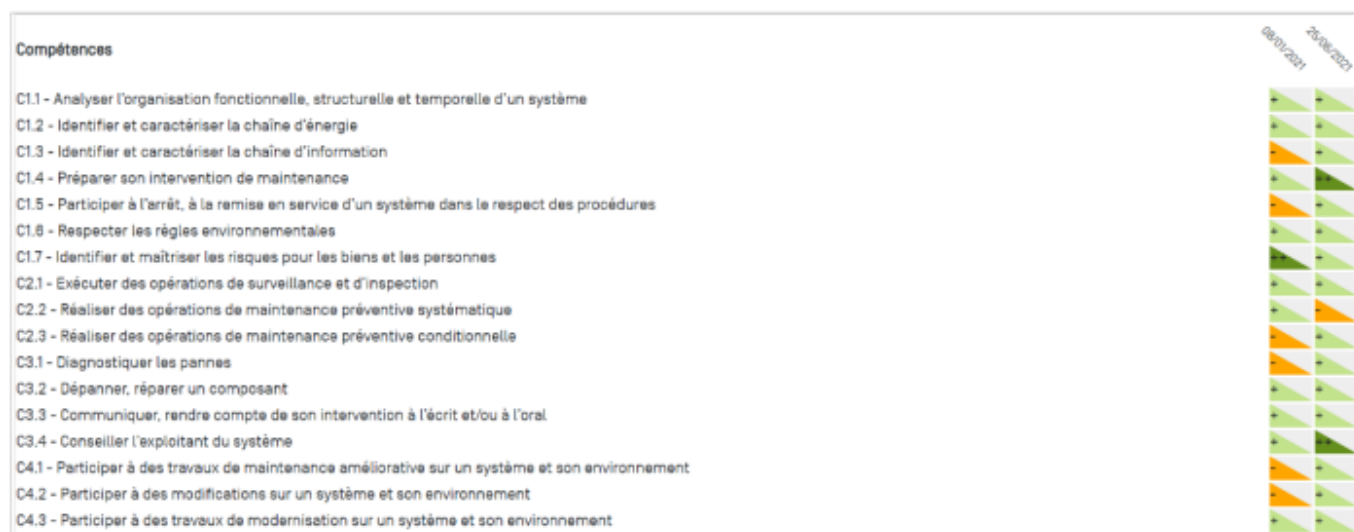 Compétences
08/01/2021 25/06/2021
C1.1 - Analyser l'organisation fonctionnelle, structurelle et temporelle d'un système + +
C1.2 - Identifier et caractériser la chaîne d'énergie + +
C1.3 - Identifier et caractériser la chaîne d'information - +
C1.4 - Préparer son intervention de maintenance + ++
C1.5 - Participer à l'arrêt, à la remise en service d'un système dans le respect des procédures - +
C1.6 - Respecter les règles environnementales + +
C1.7 - Identifier et maîtriser les risques pour les biens et les personnes ++ +
C2.1 - Exécuter des opérations de surveillance et d'inspection + +
C2.2 - Réaliser des opérations de maintenance préventive systématique + -
C2.3 - Réaliser des opérations de maintenance préventive conditionnelle - +
C3.1 - Diagnostiquer les pannes - +
C3.2 - Dépanner, réparer un composant + +
C3.3 - Communiquer, rendre compte de son intervention à l'écrit et/ou à l'oral + +
C3.4 - Conseiller l'exploitant du système + ++
C4.1 - Participer à des travaux de maintenance améliorative sur un système et son environnement - +
C4.2 - Participer à des modifications sur un système et son environnement - +
C4.3 - Participer à des travaux de modernisation sur un système et son environnement + +